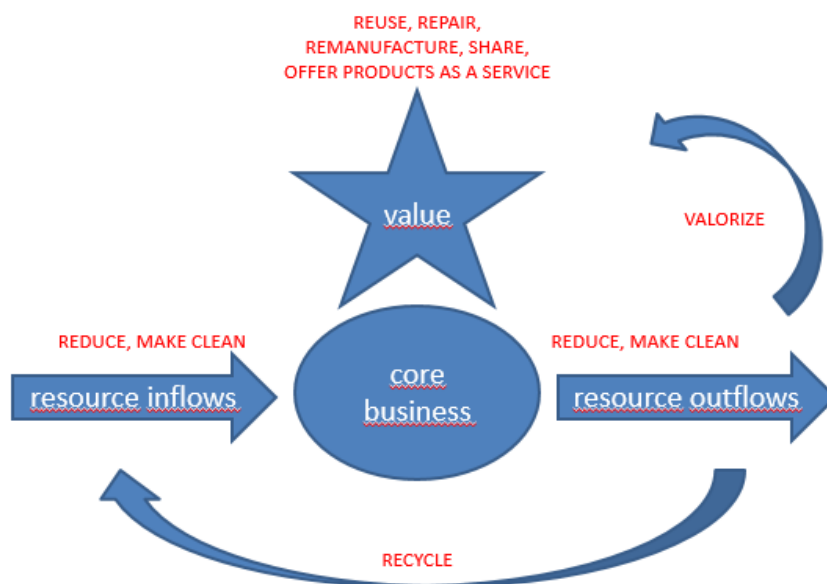 REUSE, REPAIR,
REMANUFACTURE, SHARE,
OFFER PRODUCTS AS A SERVICE
value
VALORIZE
REDUCE, MAKE CLEAN
REDUCE, MAKE CLEAN
resource inflows
core
business
resource outflows
RECYCLE